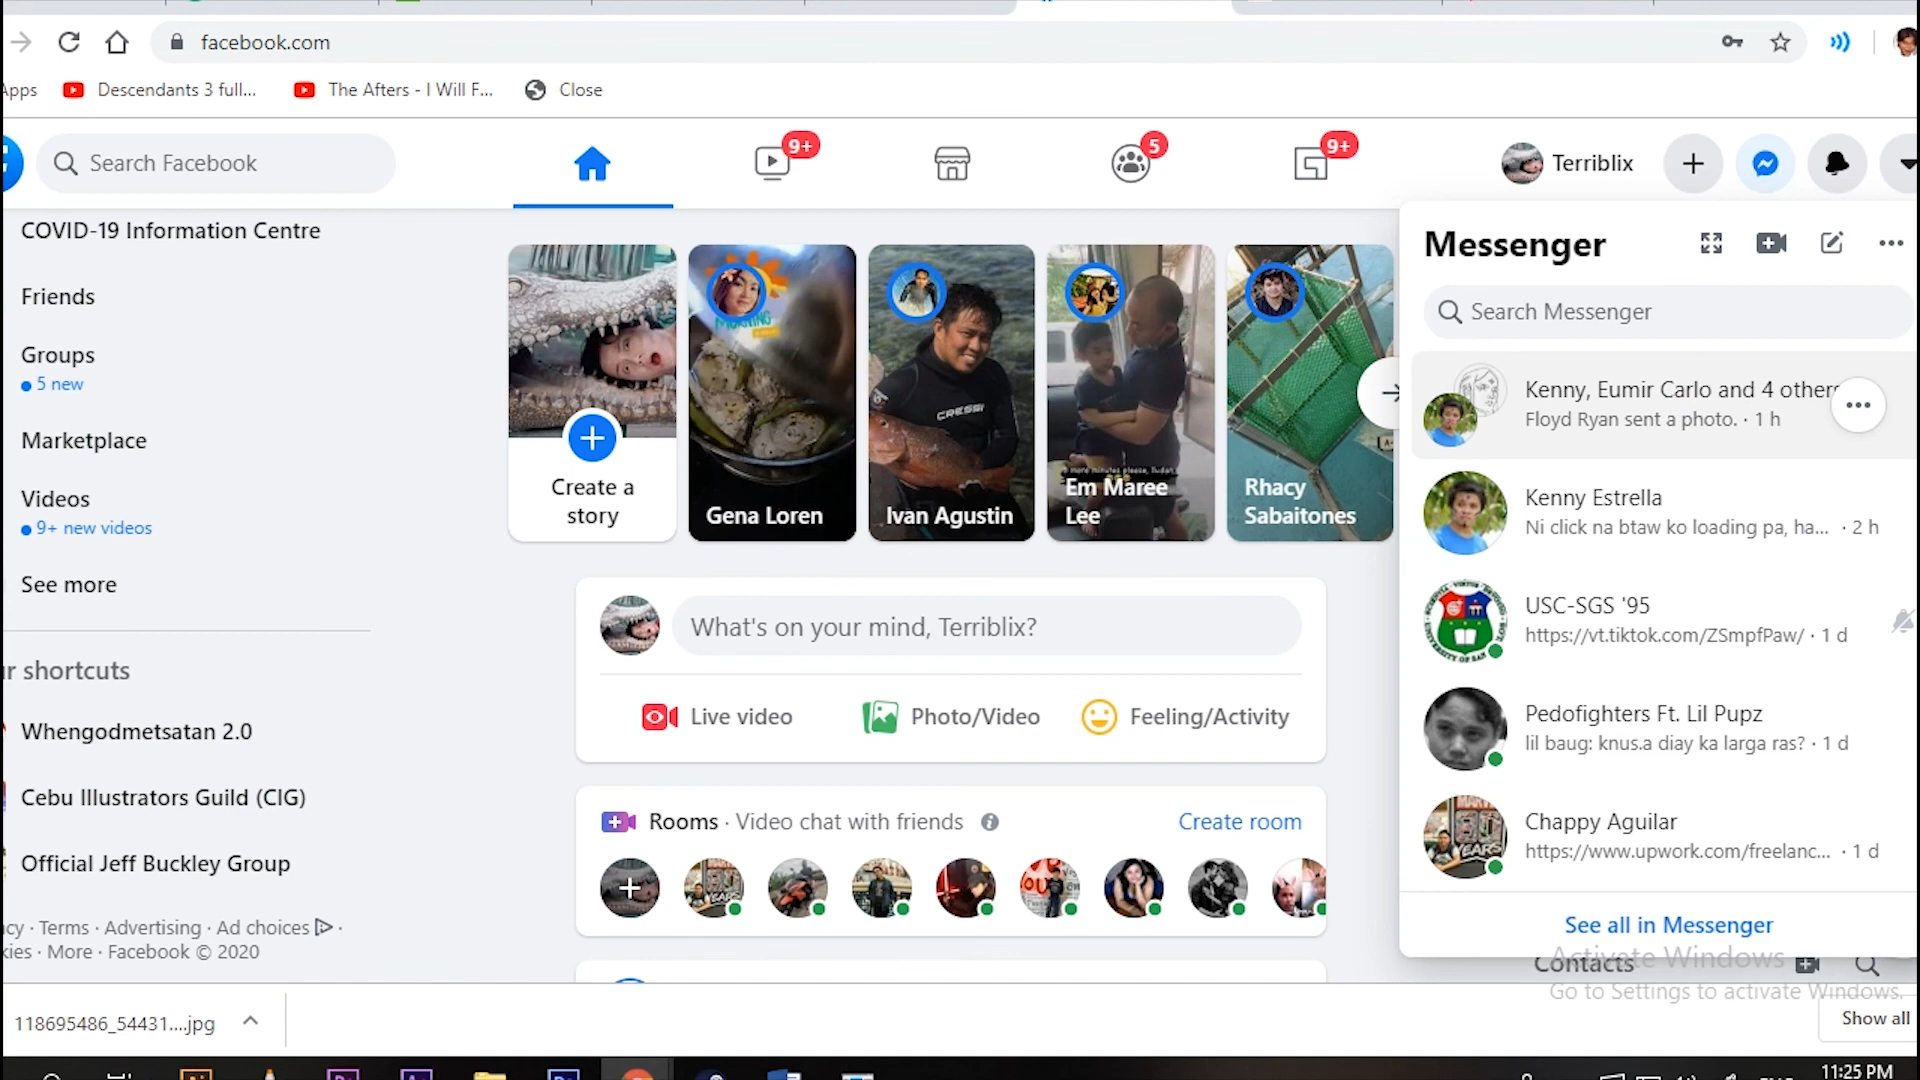 facebook.com
Apps
Descendants 3 full...
The Afters - I Will F...
Close
Search Facebook
9+
5
9+
Terriblix
COVID-19 Information Centre
Friends
Groups
5 new
Marketplace
Videos
9+ new videos
See more
r shortcuts
Whengodmetsatan 2.0
Cebu Illustrators Guild (CIG)
Official Jeff Buckley Group
cy · Terms · Advertising · Ad choices ·
kies · More · Facebook © 2020
Create a
story
MORNING
Gena Loren
CRESSI
Ivan Agustin
Em Maree
Lee
Rhacy
Sabaitones
What's on your mind, Terriblix?
Live video
Photo/Video
Feeling/Activity
Rooms · Video chat with friends
Create room
Messenger
Search Messenger
Kenny, Eumir Carlo and 4 others
Floyd Ryan sent a photo. · 1 h
Kenny Estrella
Ni click na btaw ko loading pa, ha... · 2 h
USC-SGS '95
https://vt.tiktok.com/ZSmpfPaw/ · 1 d
Pedofighters Ft. Lil Pupz
lil baug: knus.a diay ka larga ras? · 1 d
Chappy Aguilar
https://www.upwork.com/freelanc... · 1 d
See all in Messenger
Contacts
Activate Windows
Go to Settings to activate Windows.
118695486_54431....jpg
Show all
11:25 PM